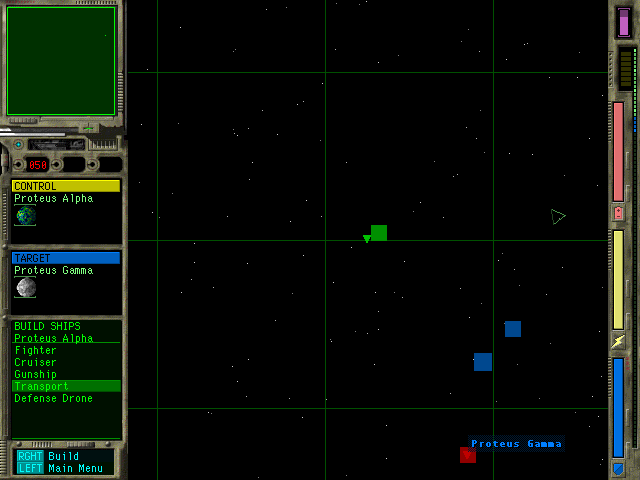 050
CONTROL
Proteus Alpha
TARGET
Proteus Gamma
BUILD SHIPS
Proteus Alpha
Fighter
Cruiser
Gunship
Transport
Defense Drone
RGHT Build
LEFT Main Menu
Proteus Gamma